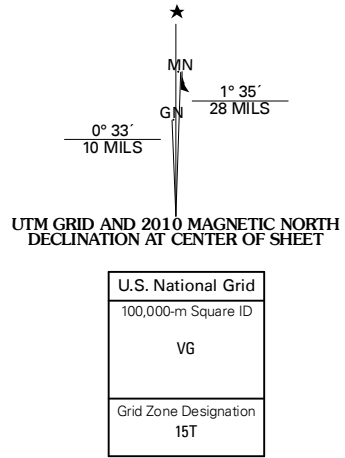 ★
MN
1° 35´
28 MILS
GN
0° 33´
10 MILS
UTM GRID AND 2010 MAGNETIC NORTH
DECLINATION AT CENTER OF SHEET
U.S. National Grid
100,000-m Square ID
VG
Grid Zone Designation
15T